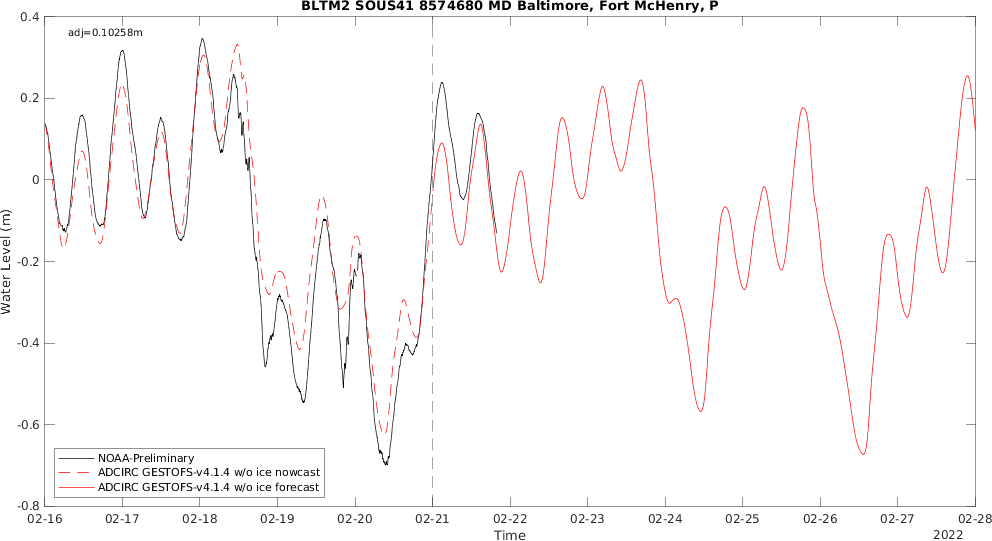 BLTM2 SOUS41 8574680 MD Baltimore, Fort McHenry, P
adj=0.10258m
0.4
0.2
0
-0.2
-0.4
-0.6
-0.8
Water Level (m)
NOAA-Preliminary
ADCIRC GESTOFS-v4.1.4 w/o ice nowcast
ADCIRC GESTOFS-v4.1.4 w/o ice forecast
02-16 02-17 02-18 02-19 02-20 02-21 02-22 02-23 02-24 02-25 02-26 02-27 02-28
Time
2022